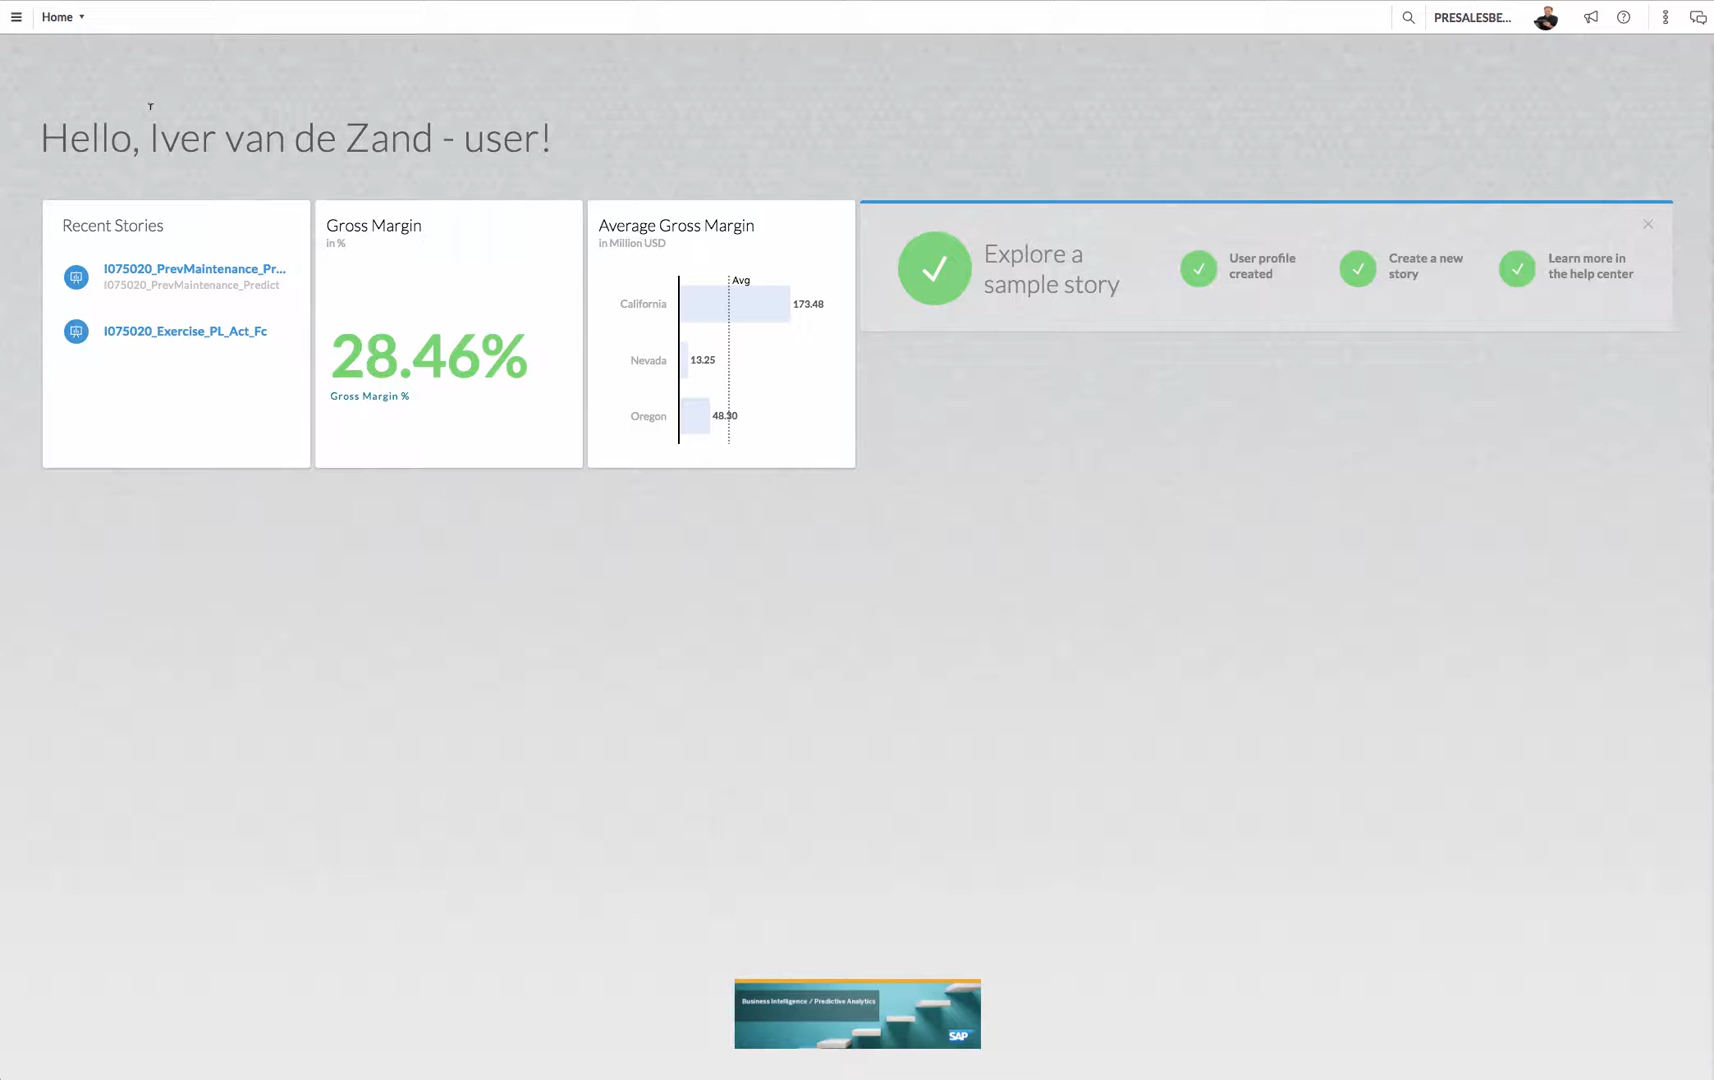 Home
PRESALESBE...
Hello, Iver van de Zand - user!
Recent Stories
I075020_PrevMaintenance_Pr...
I075020_PrevMaintenance_Predict
I075020_Exercise_PL_Act_Fc
Gross Margin
in %
28.46%
Gross Margin %
Average Gross Margin
in Million USD
Avg
California 173.48
Nevada 13.25
Oregon 48.30
Explore a
sample story
User profile
created
Create a new
story
Learn more in
the help center
Business Intelligence / Predictive Analytics
SAP